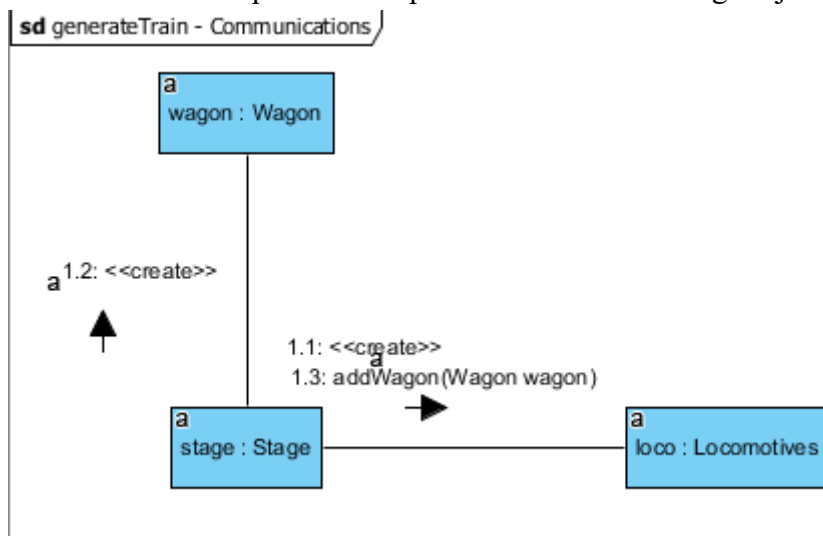 sd generateTrain - Communications
a
wagon : Wagon
a 1.2: <<create>>
1.1: <<create>>
a
1.3: addWagon(Wagon wagon)
a
stage : Stage
a
loco : Locomotives